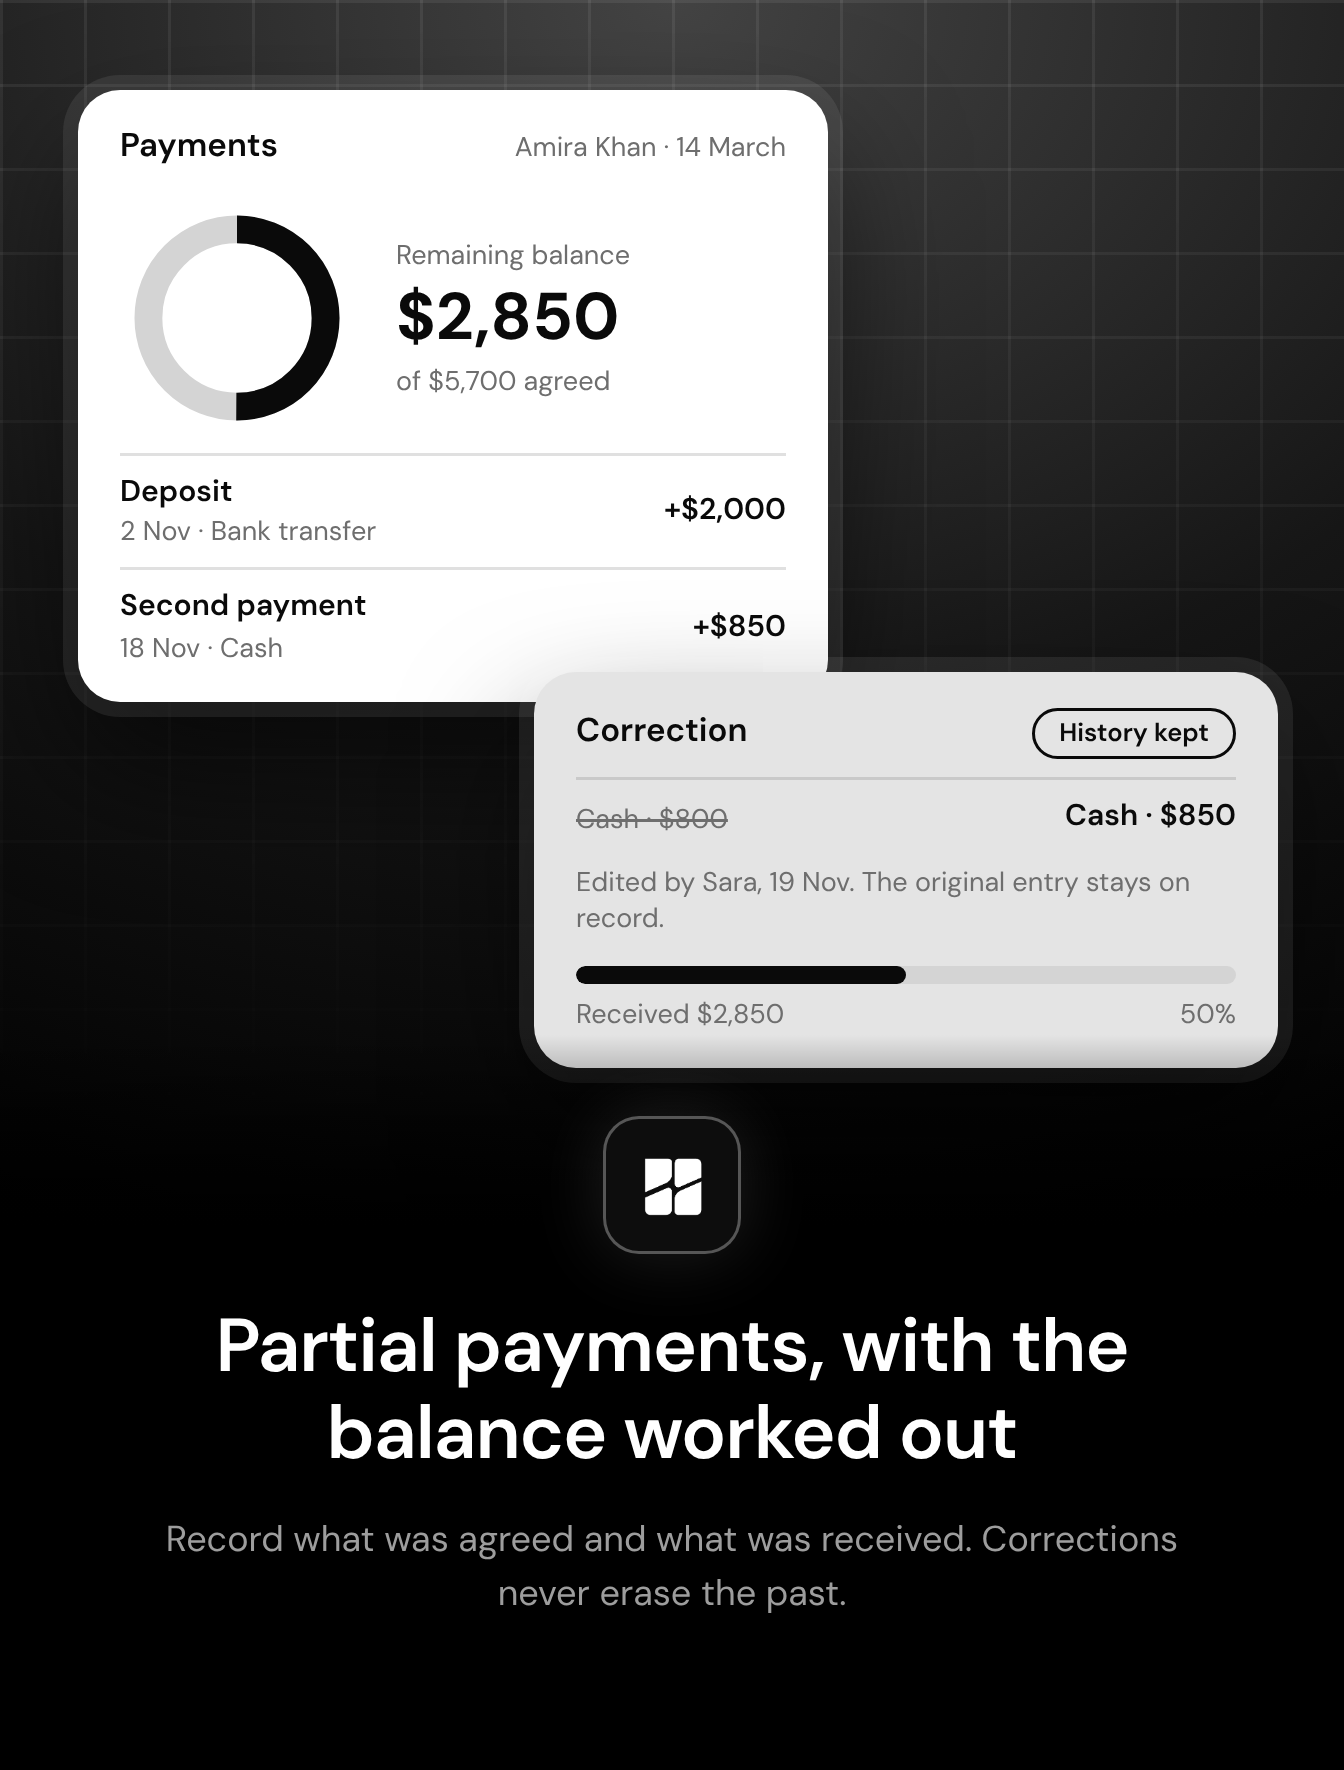 Payments
Amira Khan · 14 March
Remaining balance
$2,850
of $5,700 agreed
Deposit
2 Nov · Bank transfer
+$2,000
Second payment
18 Nov · Cash
+$850
Correction
History kept
Cash · $800
Cash · $850
Edited by Sara, 19 Nov. The original entry stays on
record.
Received $2,850
50%
Partial payments, with the
balance worked out
Record what was agreed and what was received. Corrections
never erase the past.